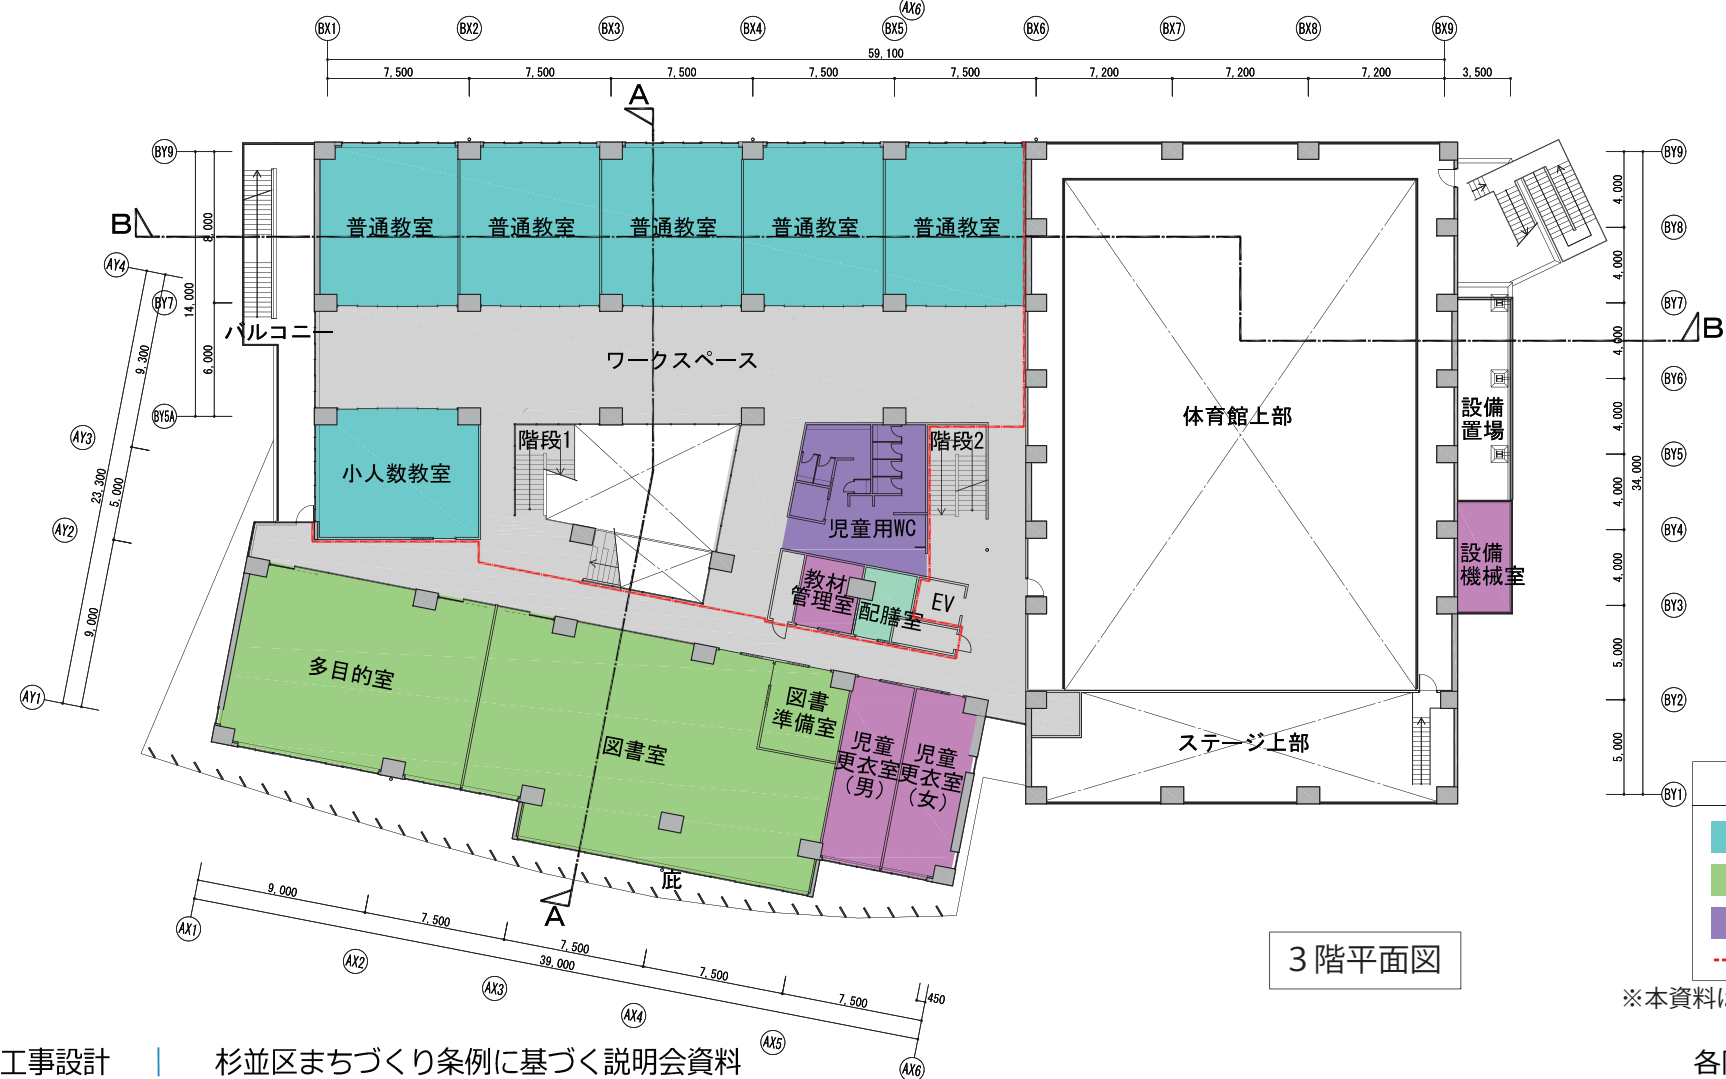 AX6
BX1 BX2 BX3 BX4 BX5 BX6 BX7 BX8 BX9
59,100
7,500 7,500 7,500 7,500 7,500 7,200 7,200 7,200 3,500
A
BY9
8,000
14,000
6,000
BY7
BY5A
B
AY4
9,300
AY3
23,300
5,000
AY2
9,000
AY1
普通教室 普通教室 普通教室 普通教室 普通教室
バルコニー
ワークスペース
小人数教室
階段1
階段2
児童用WC
教材
管理室
配膳室
EV
多目的室
図書室
図書
準備室
児童
更衣室
(男)
児童
更衣室
(女)
庇
A
体育館上部
ステージ上部
設備
置場
設備
機械室
B
BY9
4,000
BY8
4,000
BY7
4,000
BY6
4,000
BY5
4,000
BY4
4,000
BY3
5,000
BY2
5,000
BY1
34,000
9,000
7,500
7,500
7,500
7,500
450
39,000
AX1
AX2
AX3
AX4
AX5
AX6
3階平面図
※本資料は
工事設計 | 杉並区まちづくり条例に基づく説明会資料